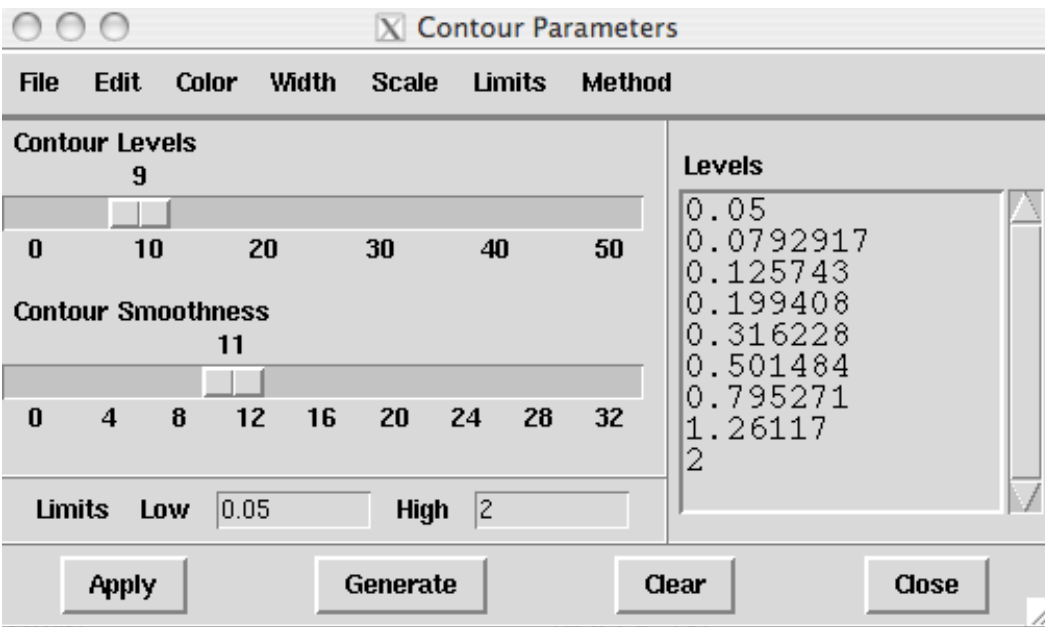 Contour Parameters
File Edit Color Width Scale Limits Method
Contour Levels
9
0 10 20 30 40 50
Contour Smoothness
11
0 4 8 12 16 20 24 28 32
Limits Low 0.05 High 2
Levels
0.05
0.0792917
0.125743
0.199408
0.316228
0.501484
0.795271
1.26117
2
Apply Generate Clear Close